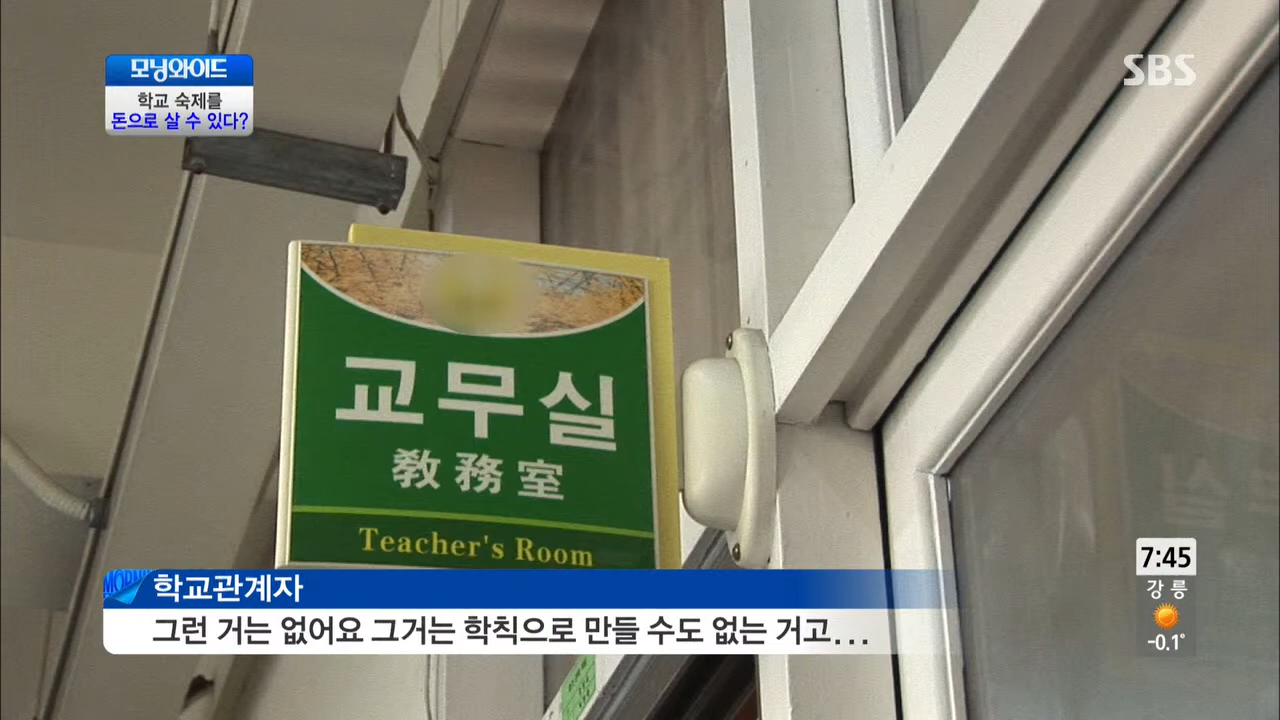 모닝와이드
학교 숙제를
돈으로 살 수 있다?
SBS
교무실
敎務室
Teacher's Room
학교관계자
그런 거는 없어요 그거는 학칙으로 만들 수도 없는 거고...
7:45
강릉
-0.1°